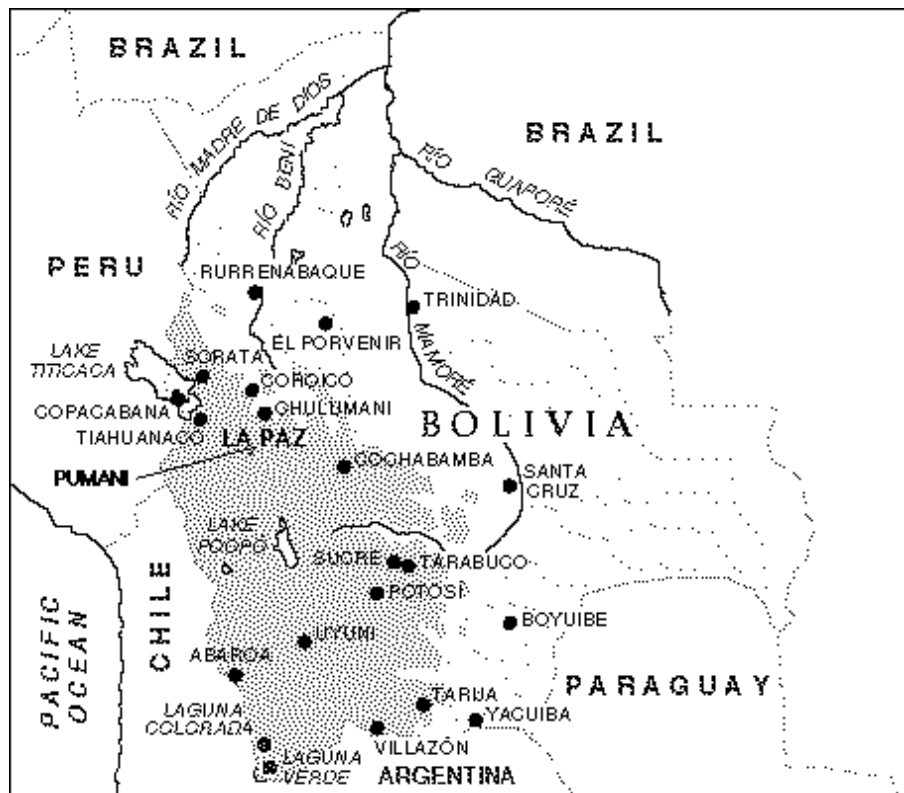 BRAZIL
RÍO MADRE DE DIOS
RÍO BENI
BRAZIL
RÍO GUAPORÉ
PERU
RURRENABAQUE
RÍO MAMORÉ
TRINIDAD
EL PORVENIR
LAKE
TITICACA
SORATA
COROICO
COPACABANA
CHULUMANI
TIAHUANACO
LA PAZ
BOLIVIA
PUMANI
COCHABAMBA
SANTA
CRUZ
LAKE
POOPO
SUCRE
TARABUCO
POTOSÍ
CHILE
PACIFIC
OCEAN
UYUNI
BOYUIBE
ABAROA
PARAGUAY
TARIJA
LAGUNA
COLORADA
YACUIBA
VILLAZÓN
LAGUNA
VERDE
ARGENTINA